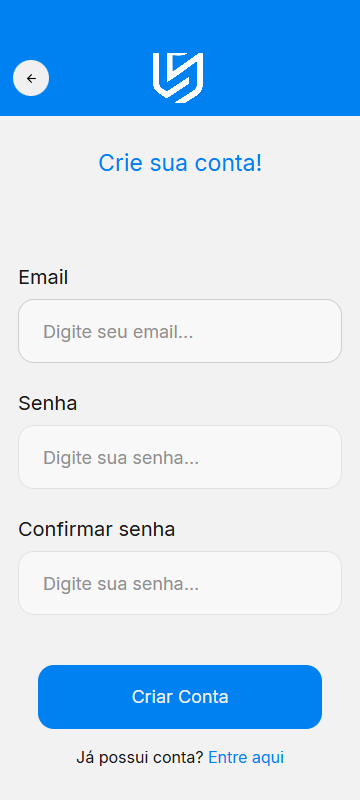 Crie sua conta!
Email
Digite seu email...
Senha
Digite sua senha...
Confirmar senha
Digite sua senha...
Criar Conta
Já possui conta? Entre aqui